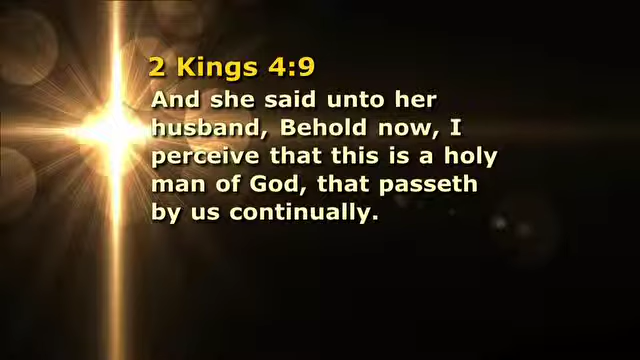 2 Kings 4:9
And she said unto her
husband, Behold now, I
perceive that this is a holy
man of God, that passeth
by us continually.